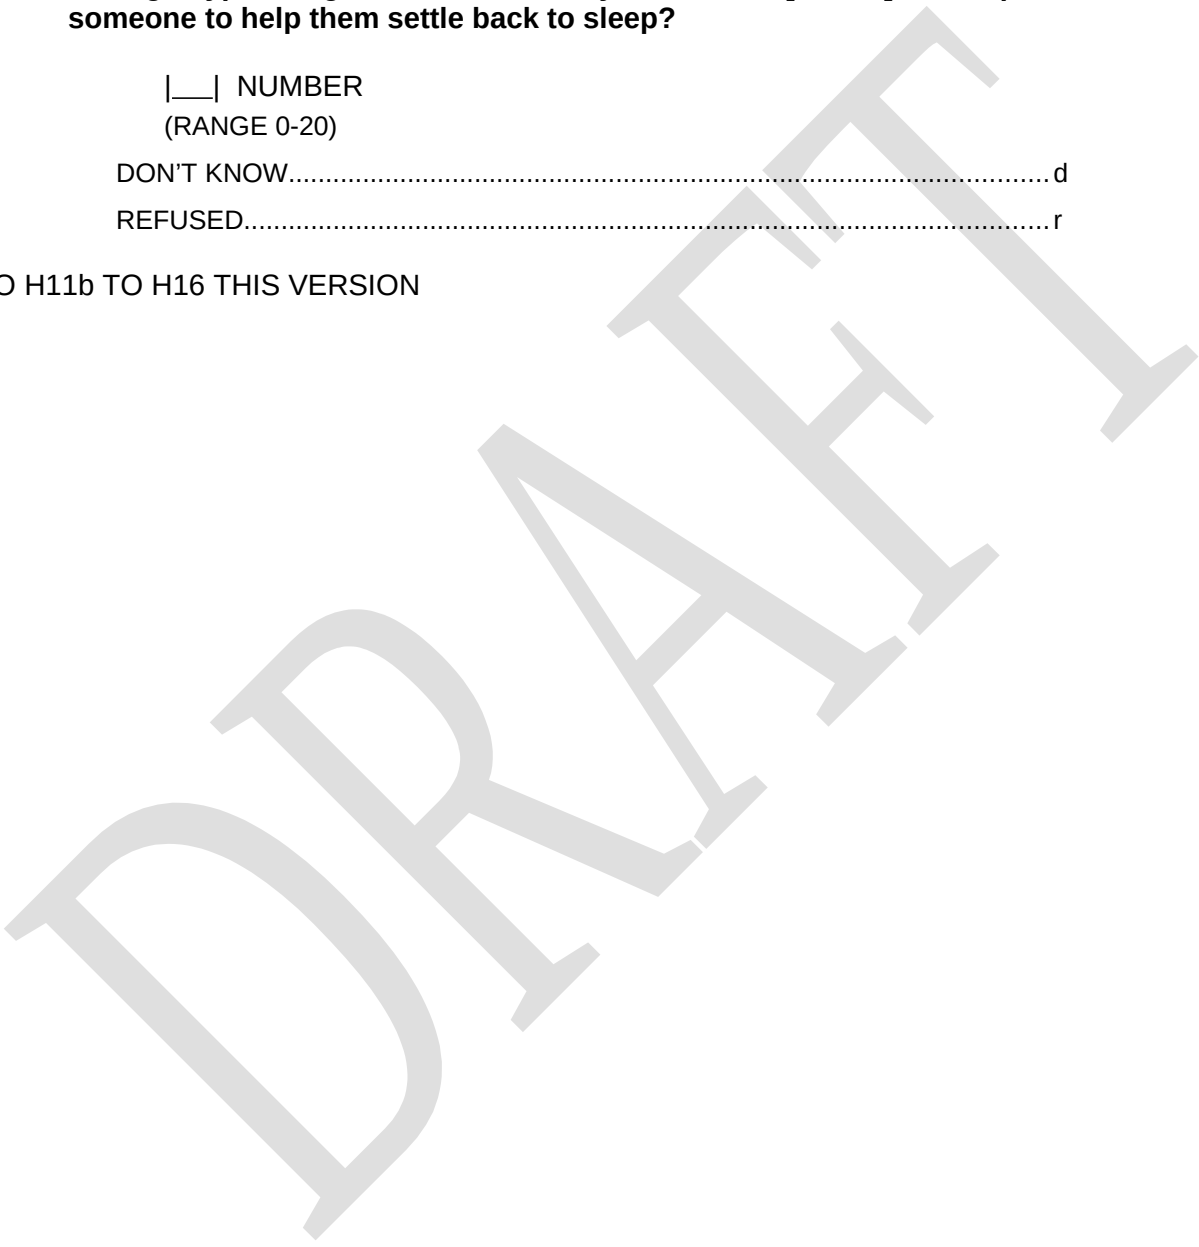 someone to help them settle back to sleep?
|___| NUMBER
(RANGE 0-20)
DON’T KNOW.......................................................................................................d
REFUSED.............................................................................................................r
O H11b TO H16 THIS VERSION
DRAFT